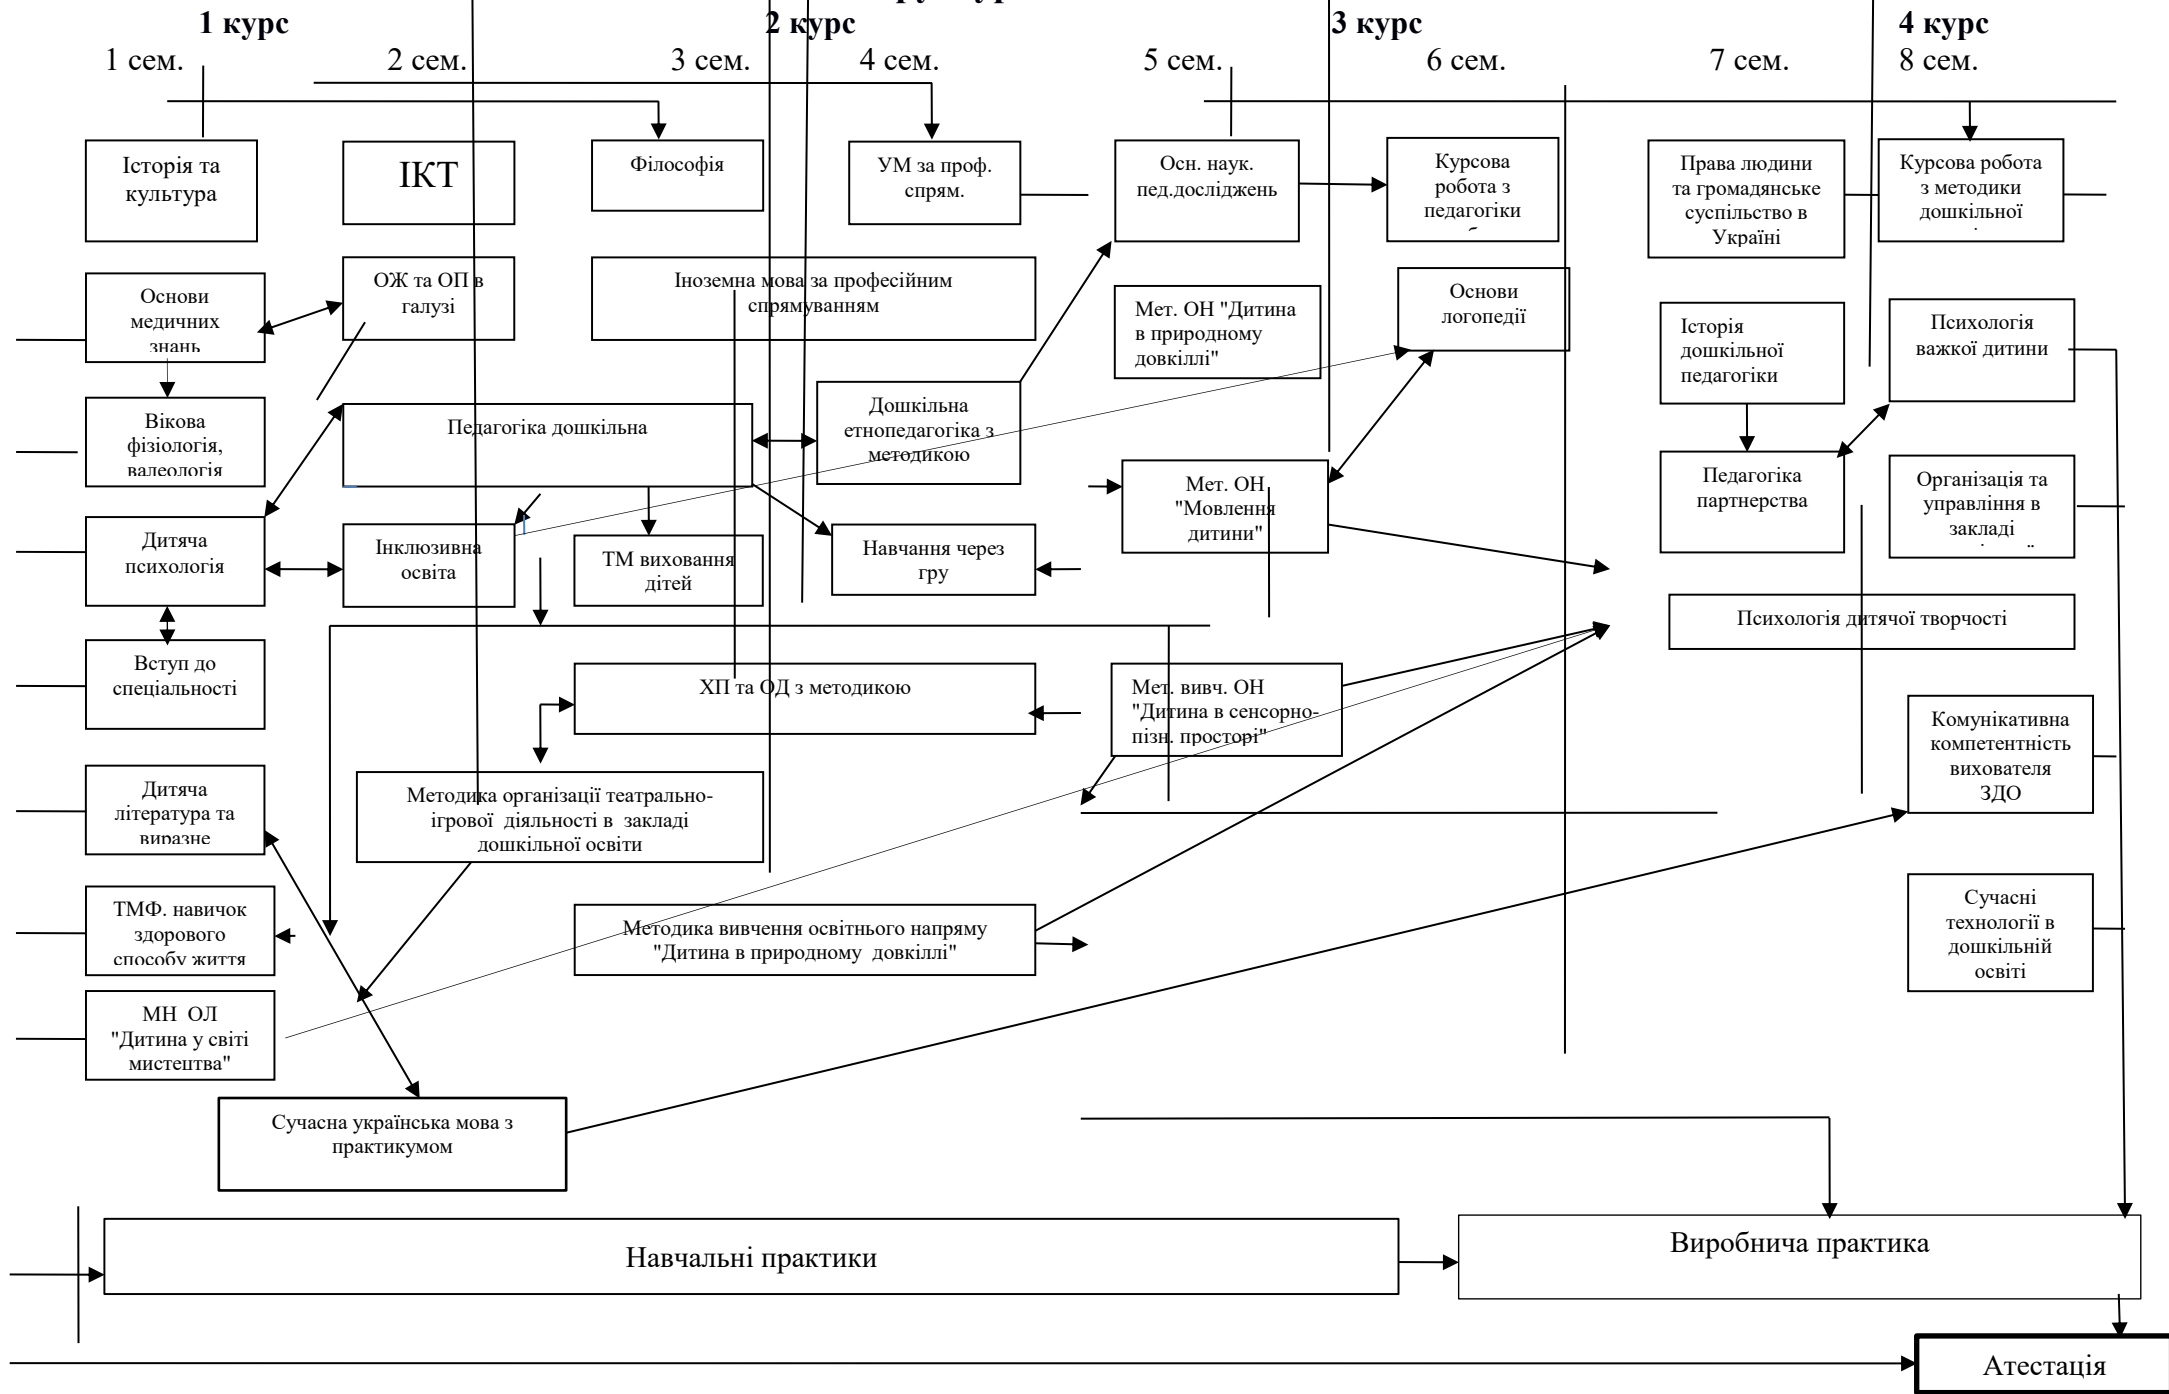 1 курс
2 курс
3 курс
4 курс
1 сем.
2 сем.
3 сем.
4 сем.
5 сем.
6 сем.
7 сем.
8 сем.
Історія та
культура
ІКТ
Філософія
УМ за проф.
спрям.
Осн. наук.
пед.досліджень
Курсова
робота з
педагогіки
Права людини
та громадянське
суспільство в
Україні
Курсова робота
з методики
дошкільної
Основи
медичних
знань
ОЖ та ОП в
галузі
Іноземна мова за професійним
спрямуванням
Мет. ОН "Дитина
в природному
довкіллі"
Основи
логопедії
Історія
дошкільної
педагогіки
Психологія
важкої дитини
Вікова
фізіологія,
валеологія
Педагогіка дошкільна
Дошкільна
етнопедагогіка з
методикою
Мет. ОН
"Мовлення
дитини"
Педагогіка
партнерства
Організація та
управління в
закладі
Дитяча
психологія
Інклюзивна
освіта
ТМ виховання
дітей
Навчання через
гру
Психологія дитячої творчості
Вступ до
спеціальності
ХП та ОД з методикою
Мет. вивч. ОН
"Дитина в сенсорно-
пізн. просторі"
Комунікативна
компетентність
вихователя
ЗДО
Дитяча
література та
виразне
Методика організації театрально-
ігрової діяльності в закладі
дошкільної освіти
ТМФ. навичок
здорового
способу життя
Методика вивчення освітнього напряму
"Дитина в природному довкіллі"
Сучасні
технології в
дошкільній
освіті
МН ОЛ
"Дитина у світі
мистецтва"
Сучасна українська мова з
практикумом
Навчальні практики
Виробнича практика
Атестація